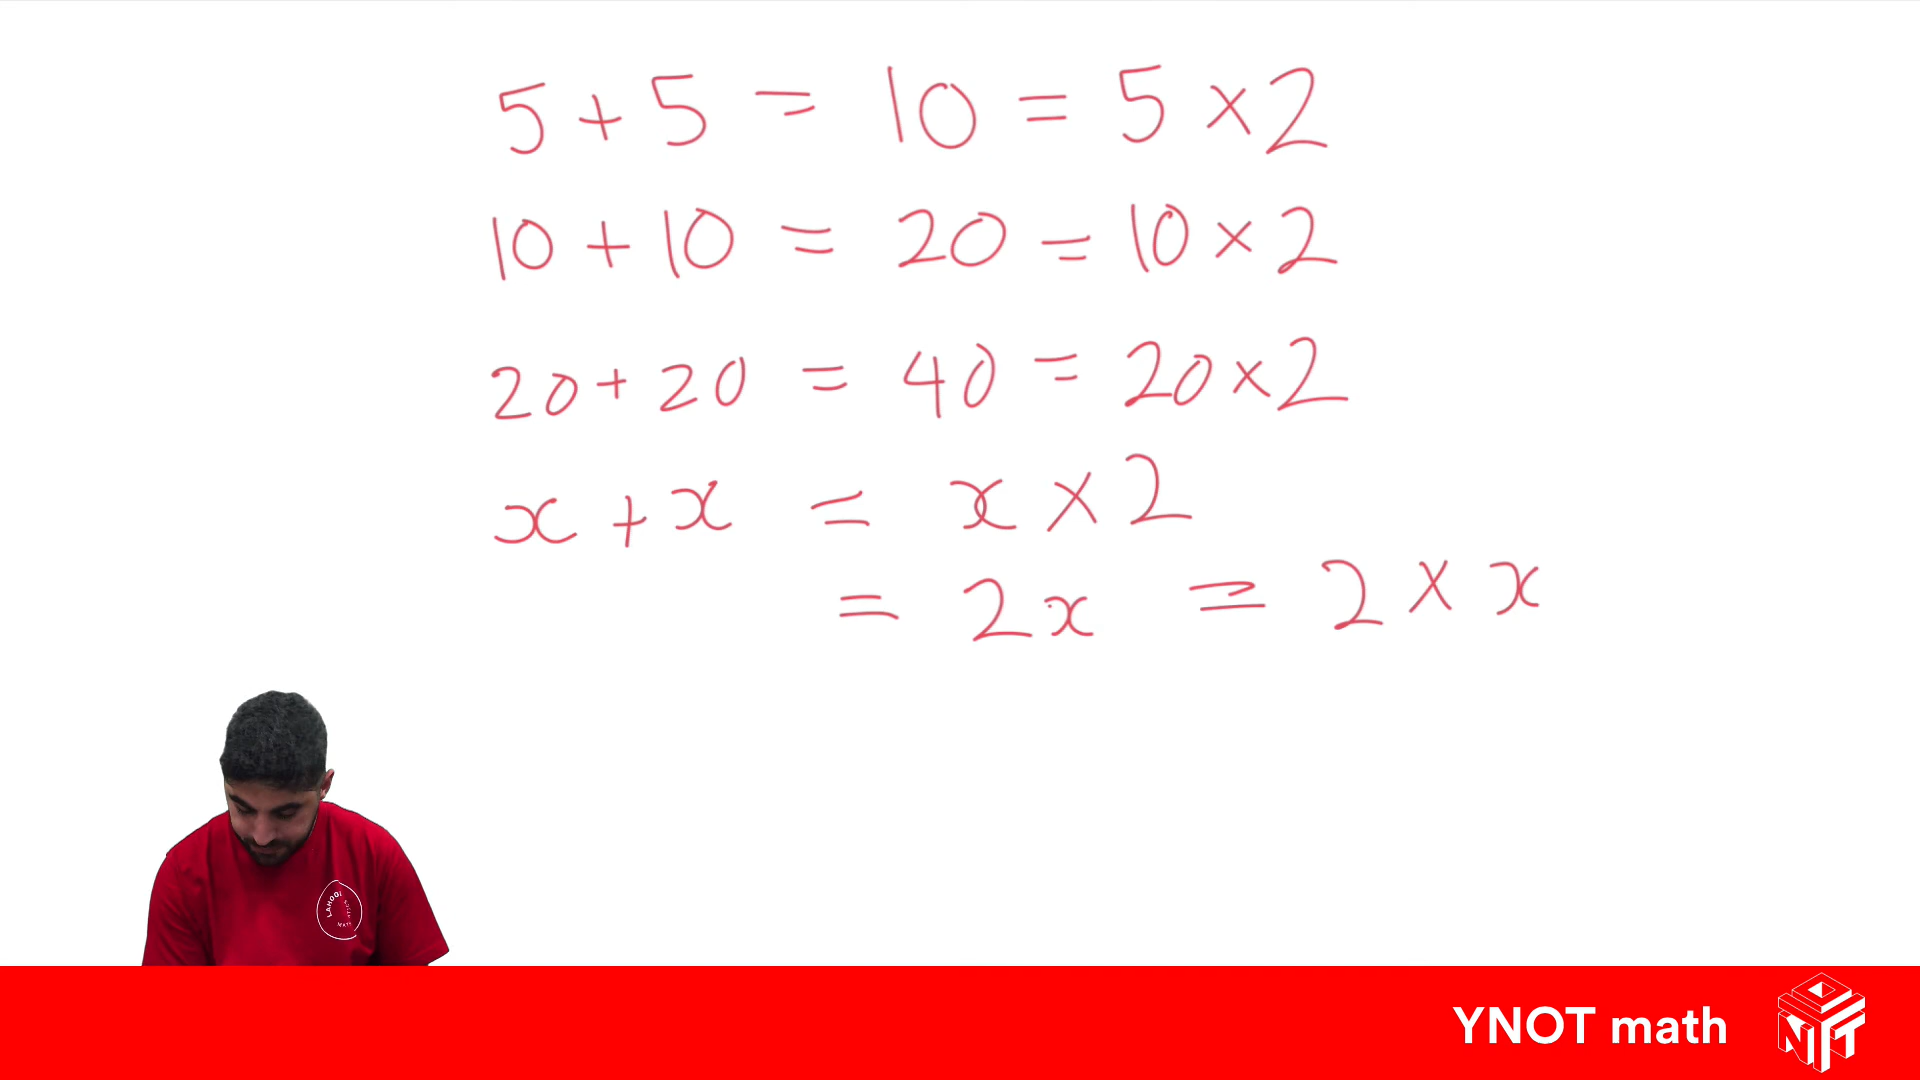 5 + 5 = 10 = 5 × 2
10 + 10 = 20 = 10 × 2
20 + 20 = 40 = 20 × 2
x + x = x × 2
= 2x = 2 × x
LAHOOD
YNOT math